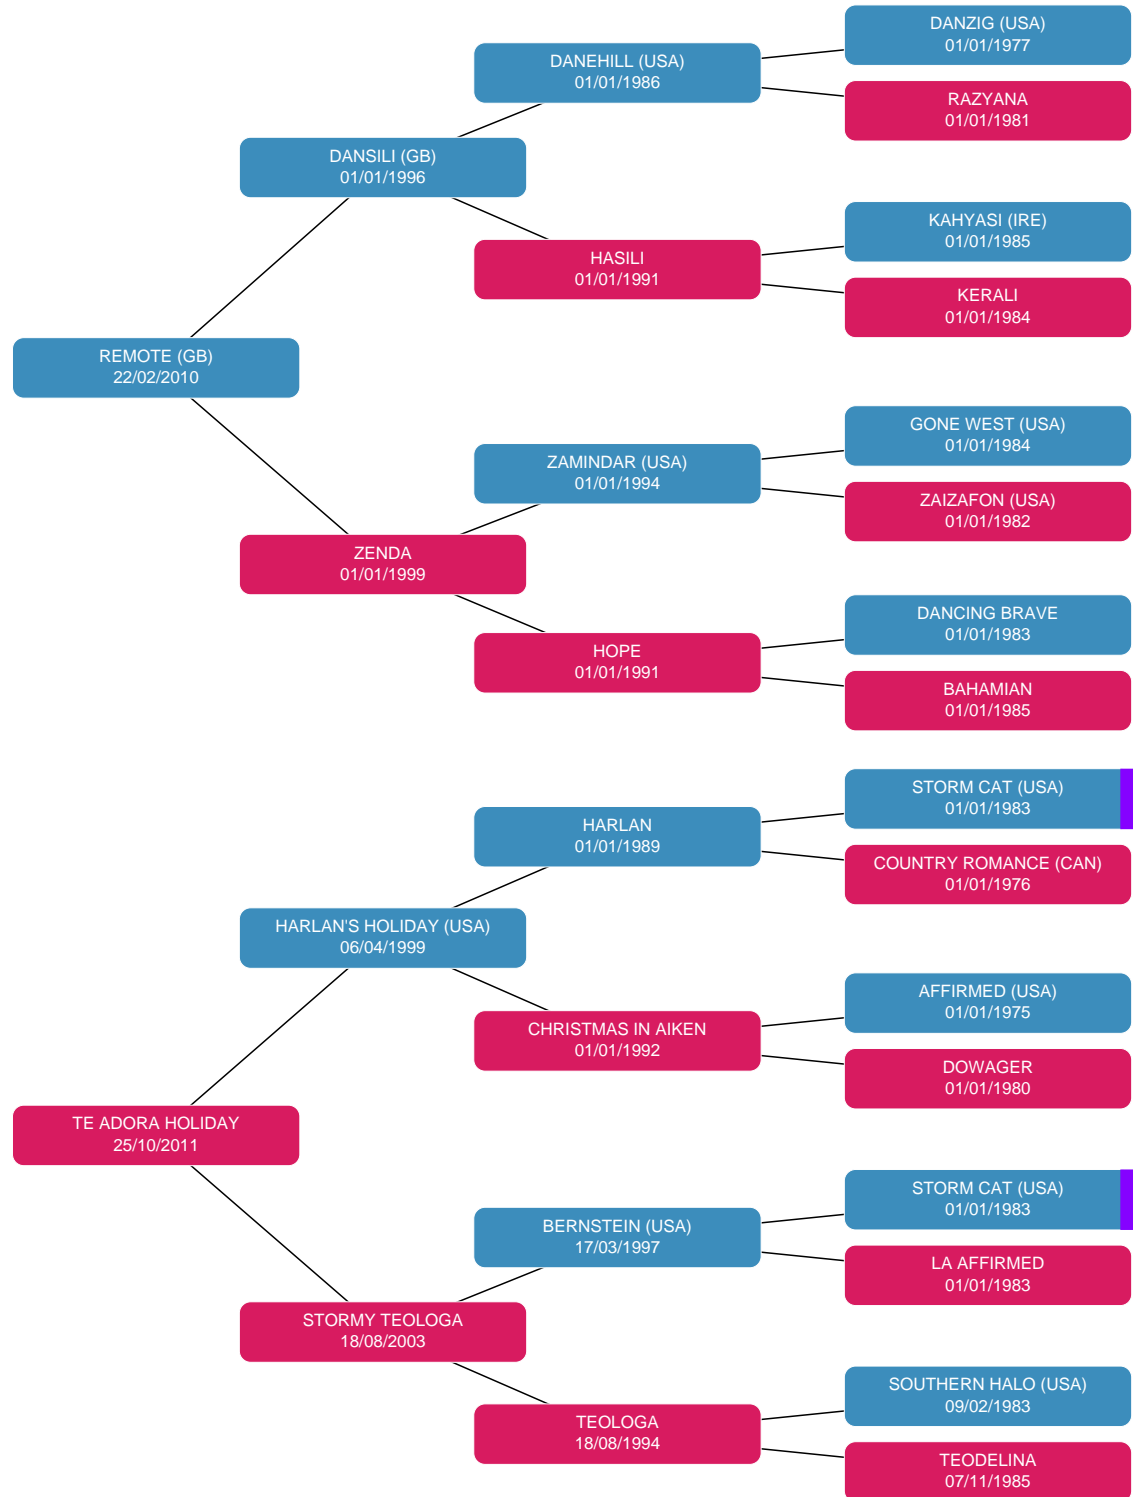 DANZIG (USA)
01/01/1977
DANEHILL (USA)
01/01/1986
RAZYANA
01/01/1981
DANSILI (GB)
01/01/1996
KAHYASI (IRE)
01/01/1985
HASILI
01/01/1991
KERALI
01/01/1984
REMOTE (GB)
22/02/2010
GONE WEST (USA)
01/01/1984
ZAMINDAR (USA)
01/01/1994
ZAIZAFON (USA)
01/01/1982
ZENDA
01/01/1999
DANCING BRAVE
01/01/1983
HOPE
01/01/1991
BAHAMIAN
01/01/1985
STORM CAT (USA)
01/01/1983
HARLAN
01/01/1989
COUNTRY ROMANCE (CAN)
01/01/1976
HARLAN'S HOLIDAY (USA)
06/04/1999
AFFIRMED (USA)
01/01/1975
CHRISTMAS IN AIKEN
01/01/1992
DOWAGER
01/01/1980
TE ADORA HOLIDAY
25/10/2011
STORM CAT (USA)
01/01/1983
BERNSTEIN (USA)
17/03/1997
LA AFFIRMED
01/01/1983
STORMY TEOLOGA
18/08/2003
SOUTHERN HALO (USA)
09/02/1983
TEOLOGA
18/08/1994
TEODELINA
07/11/1985